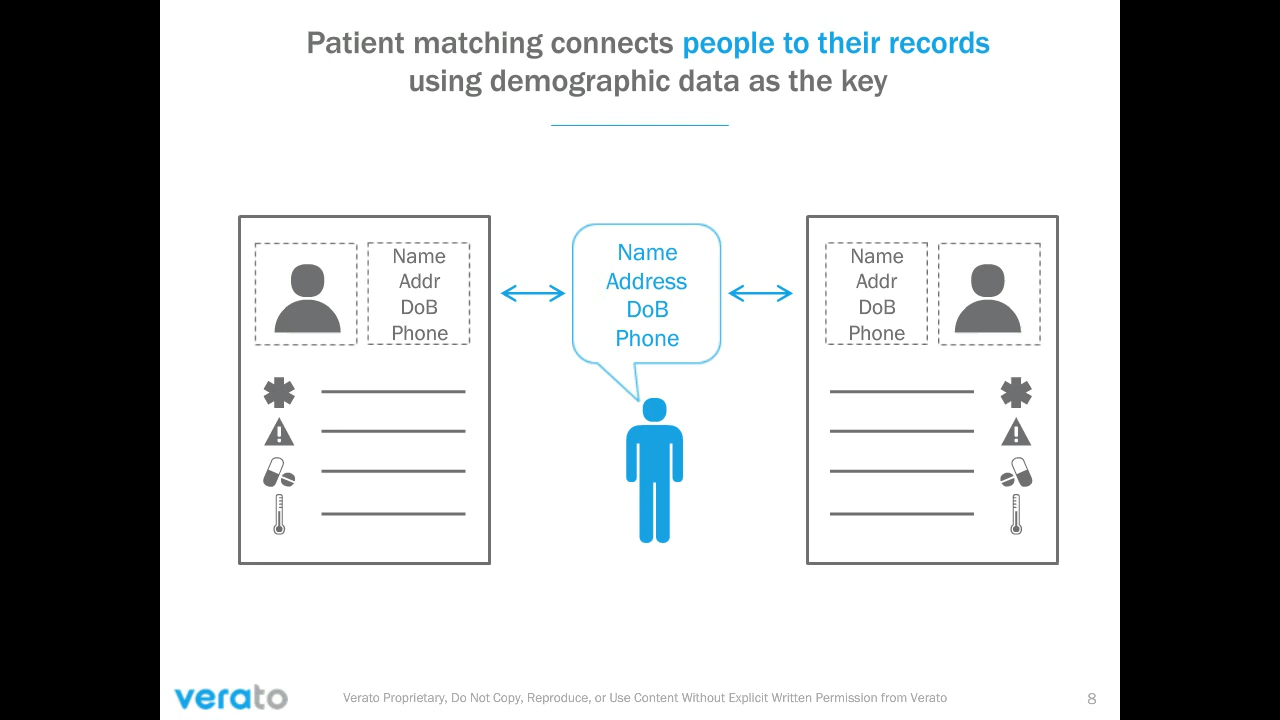 Patient matching connects people to their records
using demographic data as the key
Name
Addr
DoB
Phone
Name
Address
DoB
Phone
Name
Addr
DoB
Phone
verato
Verato Proprietary, Do Not Copy, Reproduce, or Use Content Without Explicit Written Permission from Verato
8